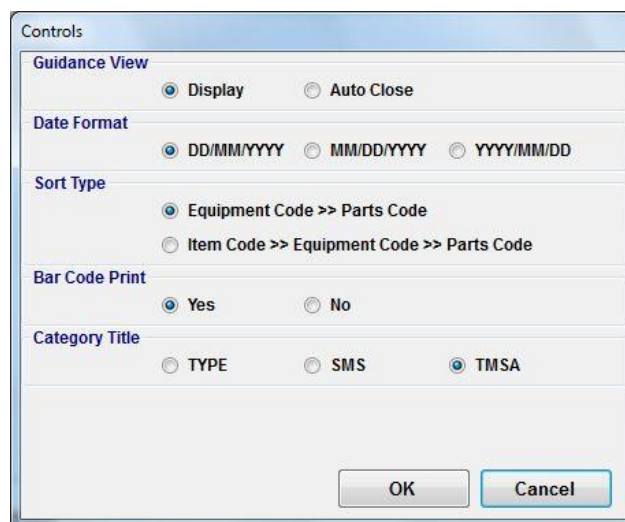 Controls
Guidance View
Display Auto Close
Date Format
DD/MM/YYYY MM/DD/YYYY YYYY/MM/DD
Sort Type
Equipment Code >> Parts Code
Item Code >> Equipment Code >> Parts Code
Bar Code Print
Yes No
Category Title
TYPE SMS TMSA
OK Cancel